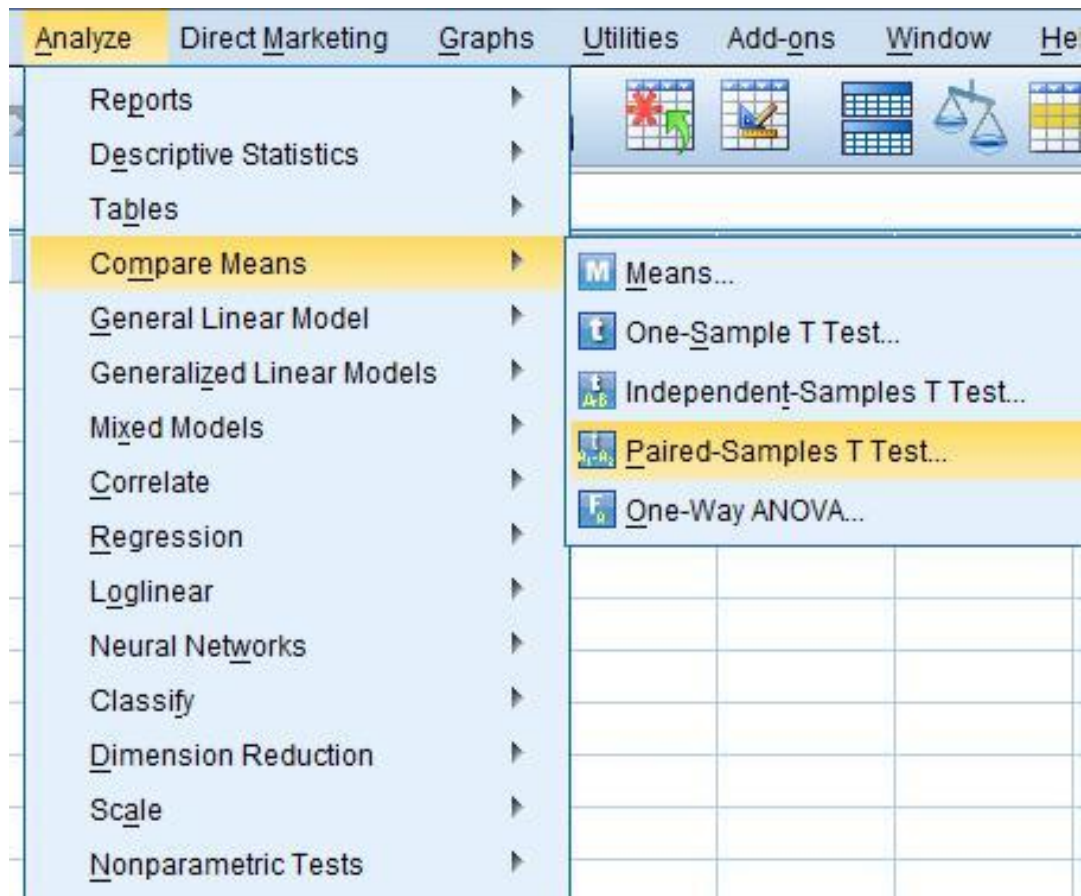 Analyze Direct Marketing Graphs Utilities Add-ons Window Hel
Reports
Descriptive Statistics
Tables
Compare Means
General Linear Model
Generalized Linear Models
Mixed Models
Correlate
Regression
Loglinear
Neural Networks
Classify
Dimension Reduction
Scale
Nonparametric Tests
M Means...
t One-Sample T Test...
Independent-Samples T Test...
Paired-Samples T Test...
One-Way ANOVA...